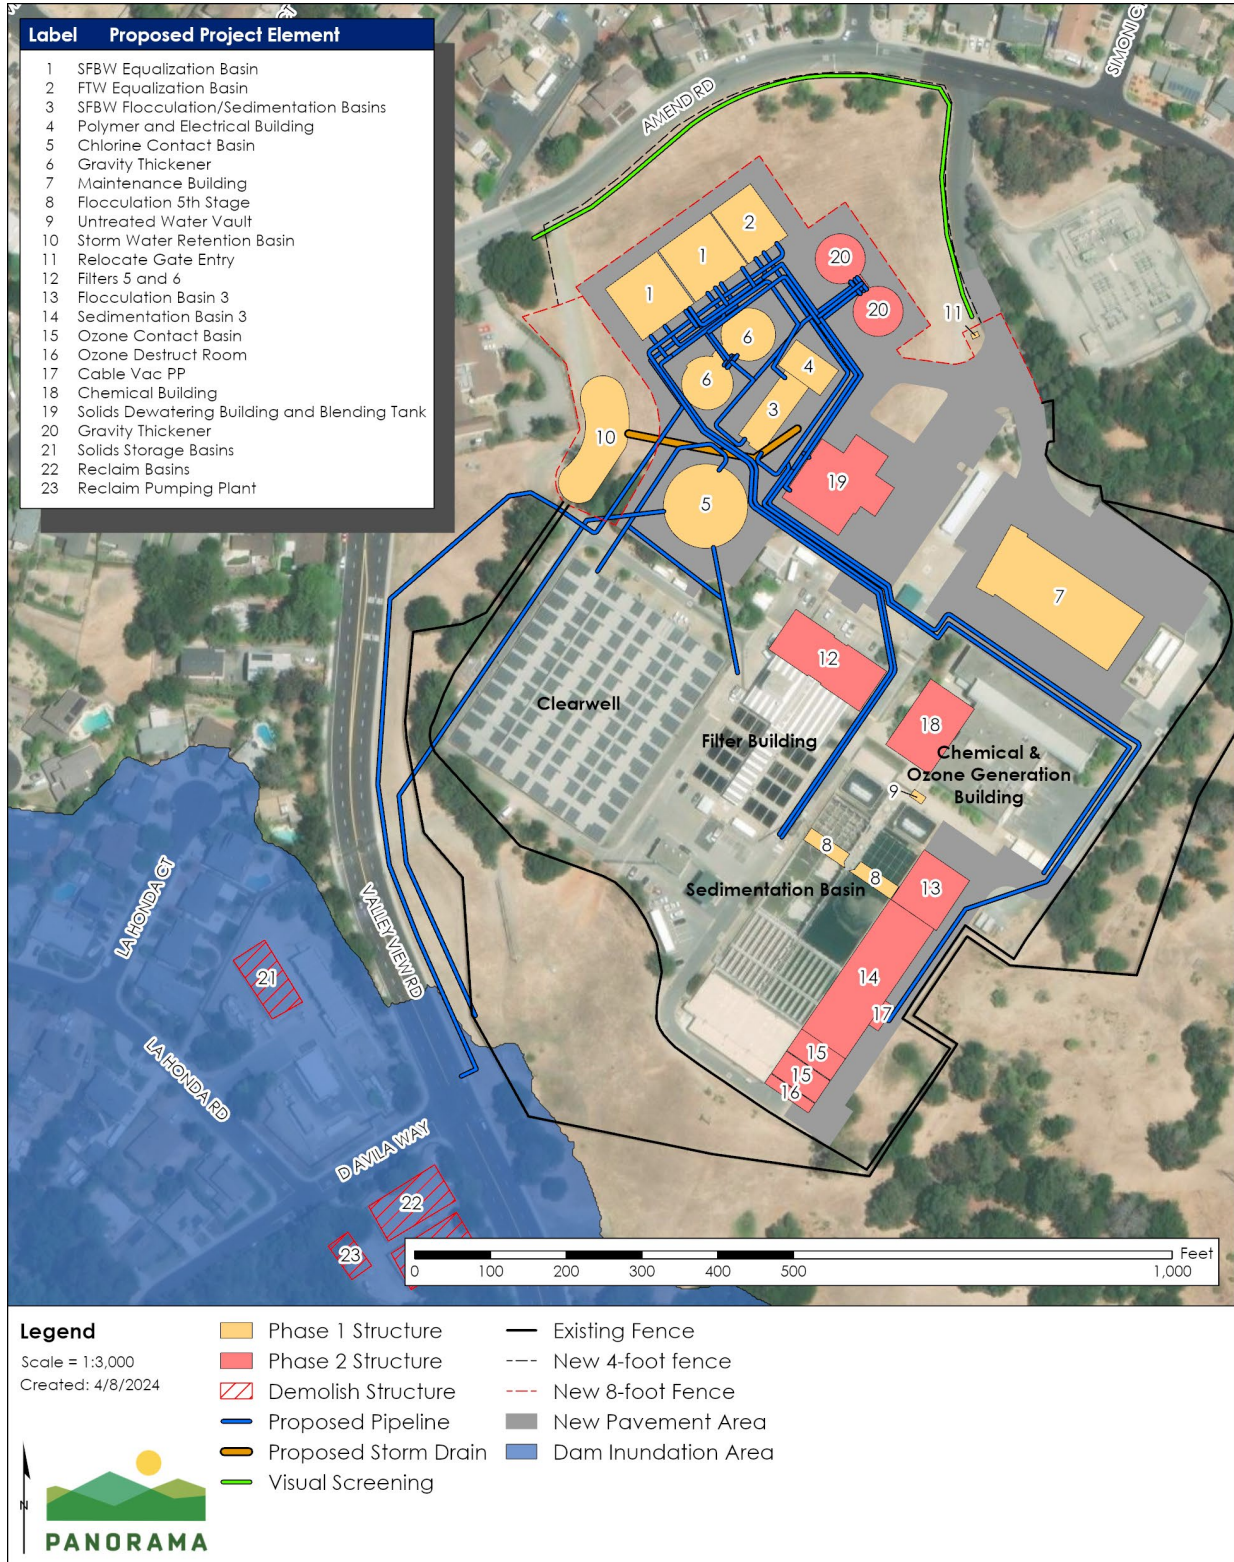 Label Proposed Project Element
1 SFBW Equalization Basin
2 FTW Equalization Basin
3 SFBW Flocculation/Sedimentation Basins
4 Polymer and Electrical Building
5 Chlorine Contact Basin
6 Gravity Thickener
7 Maintenance Building
8 Flocculation 5th Stage
9 Untreated Water Vault
10 Storm Water Retention Basin
11 Relocate Gate Entry
12 Filters 5 and 6
13 Flocculation Basin 3
14 Sedimentation Basin 3
15 Ozone Contact Basin
16 Ozone Destruct Room
17 Cable Vac PP
18 Chemical Building
19 Solids Dewatering Building and Blending Tank
20 Gravity Thickener
21 Solids Storage Basins
22 Reclaim Basins
23 Reclaim Pumping Plant
CT
SIMONI C
AMEND RD
2
1
1
20
20
11
6
6
4
3
10
5
19
7
12
Clearwell
18
Filter Building
Chemical &
Ozone Generation
Building
9
8
8
Sedimentation Basin
13
14
17
15
15
16
LA HONDA CT
VALLEY VIEW RD
21
LA HONDA RD
D AVILA WAY
22
23
Feet
0 100 200 300 400 500 1,000
Legend
Scale = 1:3,000
Created: 4/8/2024
Phase 1 Structure
Phase 2 Structure
Demolish Structure
Proposed Pipeline
Proposed Storm Drain
Visual Screening
Existing Fence
New 4-foot fence
New 8-foot Fence
New Pavement Area
Dam Inundation Area
N
PANORAMA